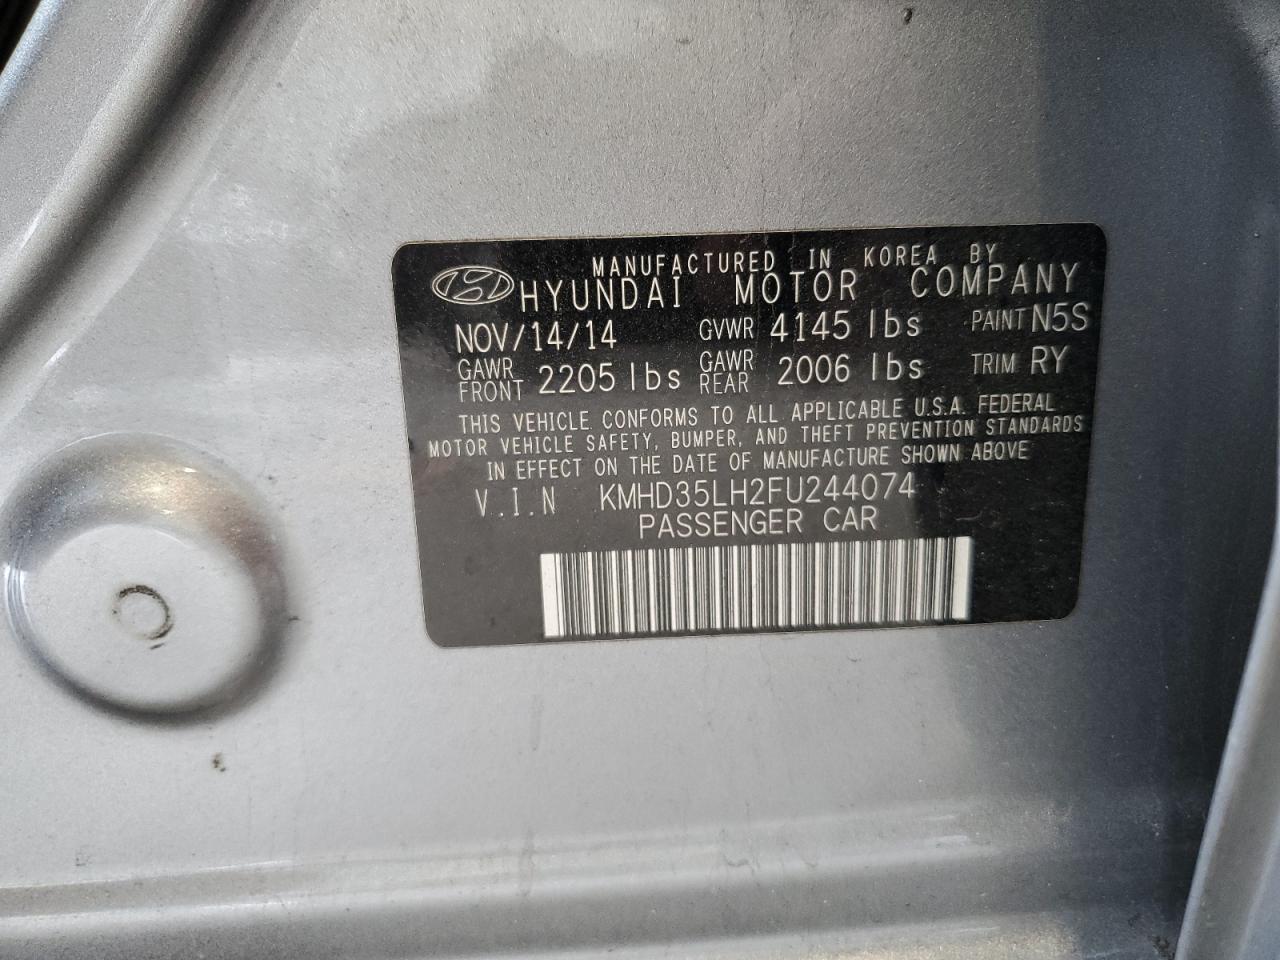 MANUFACTURED IN KOREA BY
HYUNDAI MOTOR COMPANY
NOV/14/14 GVWR 4145 lbs PAINT N5S
GAWR FRONT 2205 lbs GAWR REAR 2006 lbs TRIM RY
THIS VEHICLE CONFORMS TO ALL APPLICABLE U.S.A. FEDERAL
MOTOR VEHICLE SAFETY, BUMPER, AND THEFT PREVENTION STANDARDS
IN EFFECT ON THE DATE OF MANUFACTURE SHOWN ABOVE
V.I.N KMHD35LH2FU244074
PASSENGER CAR